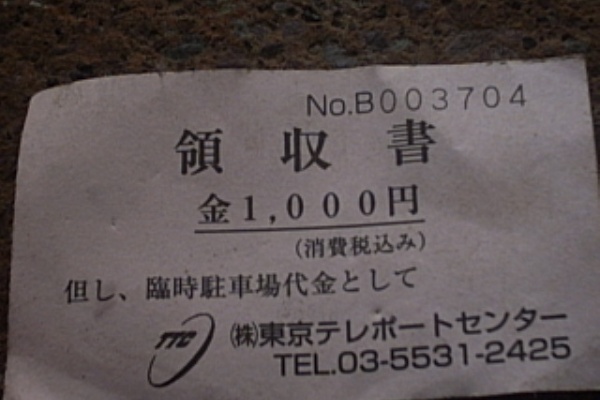 No.B003704
領収書
金1,000円
(消費税込み)
但し、臨時駐車場代金として
TTC
㈱東京テレポートセンター
TEL.03-5531-2425